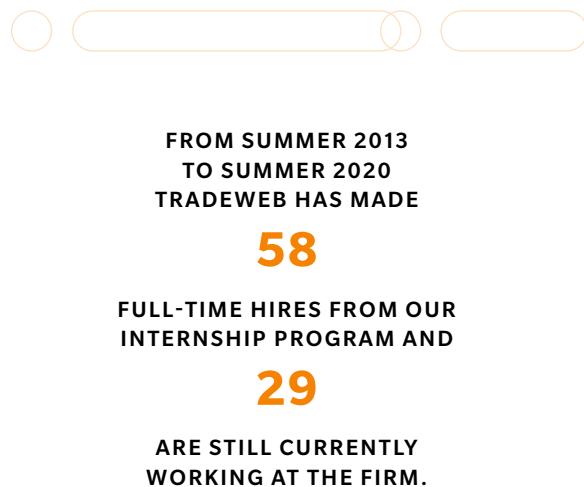 FROM SUMMER 2013
TO SUMMER 2020
TRADEWEB HAS MADE
58
FULL-TIME HIRES FROM OUR
INTERNSHIP PROGRAM AND
29
ARE STILL CURRENTLY
WORKING AT THE FIRM.